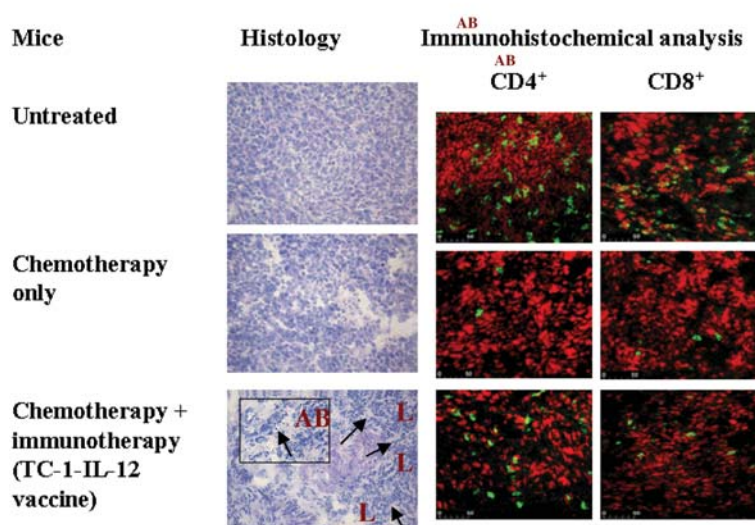 Mice
Histology
AB
Immunohistochemical analysis
AB
CD4+
CD8+
Untreated
Chemotherapy
only
Chemotherapy +
immunotherapy
(TC-1-IL-12
vaccine)
AB
L
L
L